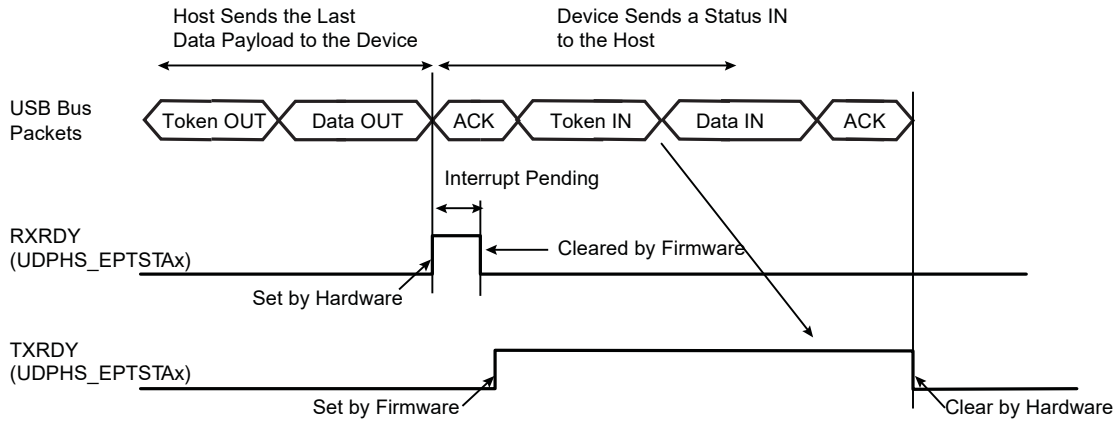 Host Sends the Last
Data Payload to the Device
Device Sends a Status IN
to the Host
USB Bus
Packets
Token OUT
Data OUT
ACK
Token IN
Data IN
ACK
Interrupt Pending
RXRDY
(UDPHS_EPTSTAx)
Cleared by Firmware
Set by Hardware
TXRDY
(UDPHS_EPTSTAx)
Set by Firmware
Clear by Hardware